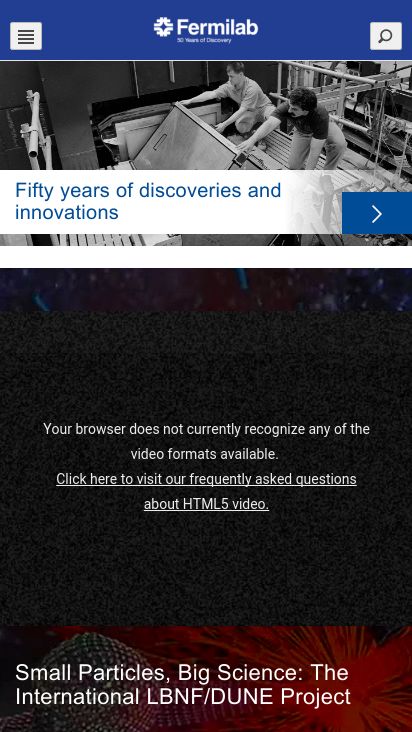 Fermilab
50 Years of Discovery
Fifty years of discoveries and
innovations
Your browser does not currently recognize any of the
video formats available.
Click here to visit our frequently asked questions
about HTML5 video.
Small Particles, Big Science: The
International LBNF/DUNE Project